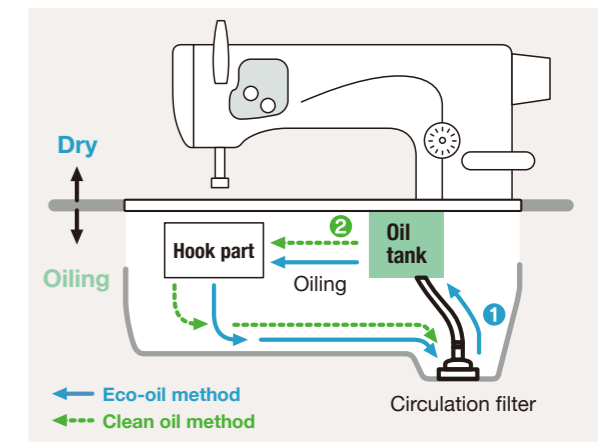 Dry
Oiling
Hook part
2
Oil
tank
Oiling
1
Circulation filter
Eco-oil method
Clean oil method